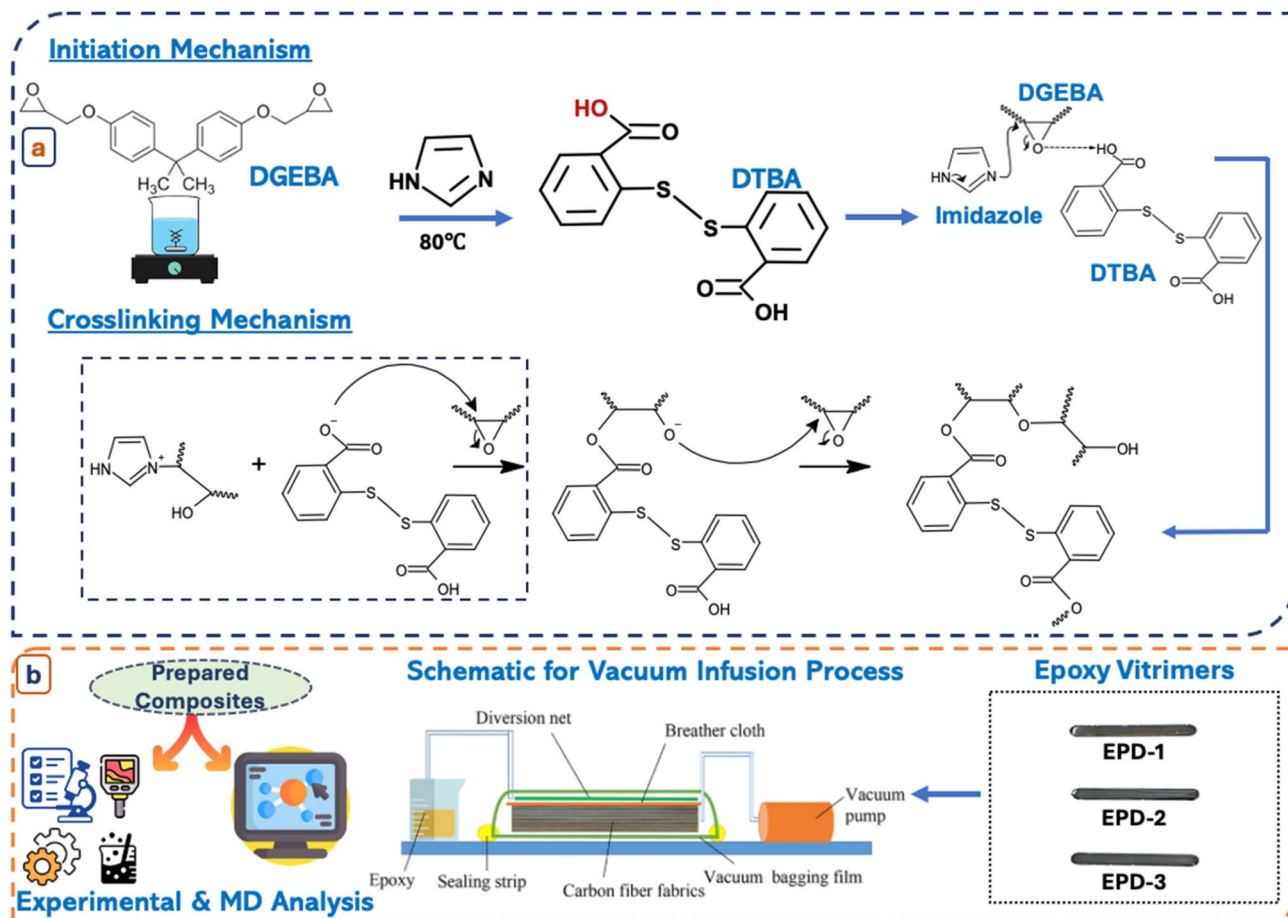 Initiation Mechanism
a
O
O
O
O
H₃C CH₃
DGEBA
HN
N
80℃
HO
O
S
S
DTBA
O
OH
DGEBA
O
HO
O
HN
N
Imidazole
S
S
O
OH
DTBA
Crosslinking Mechanism
HN
N⁺
HO
+
O⁻
O
S
S
O
OH
O
O
O⁻
O
S
S
O
OH
O
O
O
OH
O
S
S
O
O
b
Prepared
Composites
Experimental & MD Analysis
Schematic for Vacuum Infusion Process
Diversion net
Breather cloth
Vacuum
pump
Epoxy
Sealing strip
Carbon fiber fabrics
Vacuum bagging film
Epoxy Vitrimers
EPD-1
EPD-2
EPD-3